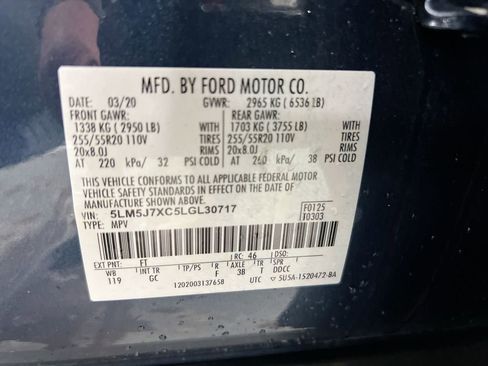 MFD. BY FORD MOTOR CO.
DATE: 03/20 GVWR: 2965 KG ( 6536 LB)
FRONT GAWR: REAR GAWR:
1338 KG ( 2950 LB) WITH 1703 KG ( 3755 LB) WITH
255/55R20 110V TIRES 255/55R20 110V TIRES
20x8.0J RIMS 20x8.0J RIMS
AT 220 kPa/ 32 PSI COLD AT 260 kPa/ 38 PSI COLD
THIS VEHICLE CONFORMS TO ALL APPLICABLE FEDERAL MOTOR
VEHICLE SAFETY STANDARDS IN EFFECT ON THE DATE OF MANUFACTURE
SHOWN ABOVE.
VIN: 5LM5J7XC5LGL30717 F0125
TYPE: MPV T0303
EXT PNT: FT RC: 46
WB INT TR TP/PS R AXLE TR SPR
119 GC F 3B T DDCC
1202003137658 UTC 5U5A-1520472-BA